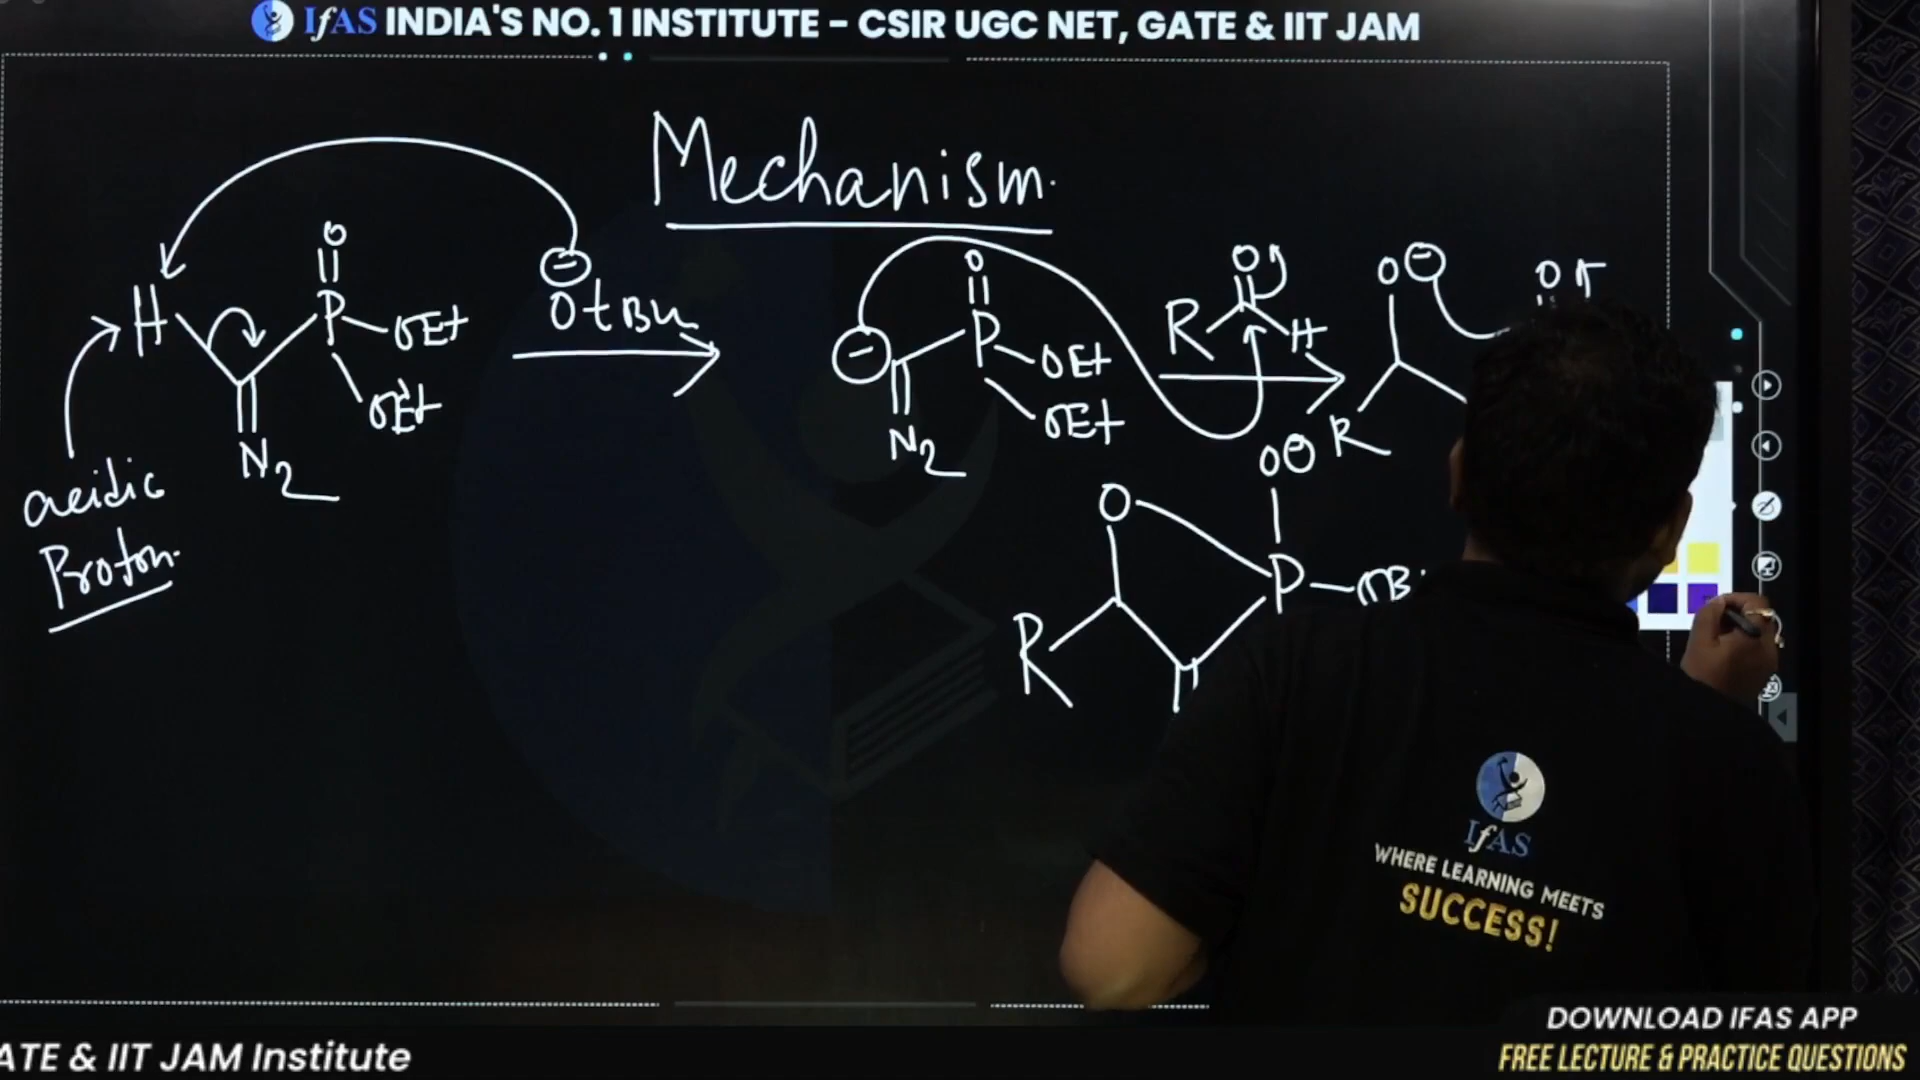 IfAS INDIA'S NO. 1 INSTITUTE - CSIR UGC NET, GATE & IIT JAM
Mechanism.
H
O
P
OEt
OEt
N2
⊖
OtBu
acidic
Proton.
⊖
O
P
OEt
OEt
N2
O
R
H
O⊖
R
O
O⊖
O
P
R
IfAS
WHERE LEARNING MEETS
SUCCESS!
DOWNLOAD IFAS APP
FREE LECTURE & PRACTICE QUESTIONS
ATE & IIT JAM Institute